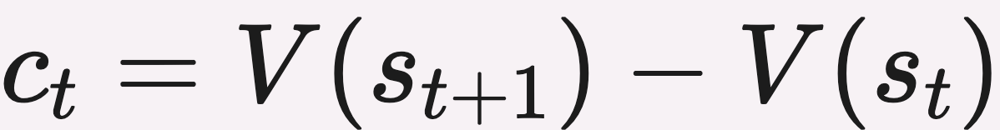 c_t = V(s_{t+1}) − V(s_t)